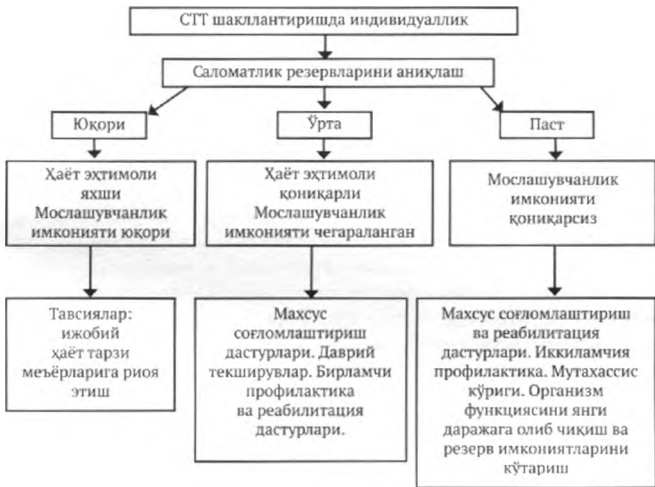 СТТ шакллантиришда индивидуаллик
Саломатлик резервларини аниқлаш
Юқори
Ўрта
Паст
Ҳаёт эҳтимоли
яхши
Мослашувчанлик
имконияти юқори
Ҳаёт эҳтимоли
қониқарли
Мослашувчанлик
имконияти чегараланган
Мослашувчанлик
имконияти
қониқарсиз
Тавсиялар:
ижобий
ҳаёт тарзи
меъёрларига риоя
этиш
Махсус
соғломлаштириш
дастурлари. Даврий
текширувлар. Бирламчи
профилактика
ва реабилитация
дастурлари.
Махсус соғломлаштириш
ва реабилитация
дастурлари. Иккиламчия
профилактика. Мутахассис
кўриги. Организм
функциясини янги
даражага олиб чиқиш ва
резерв имкониятларини
кўтариш